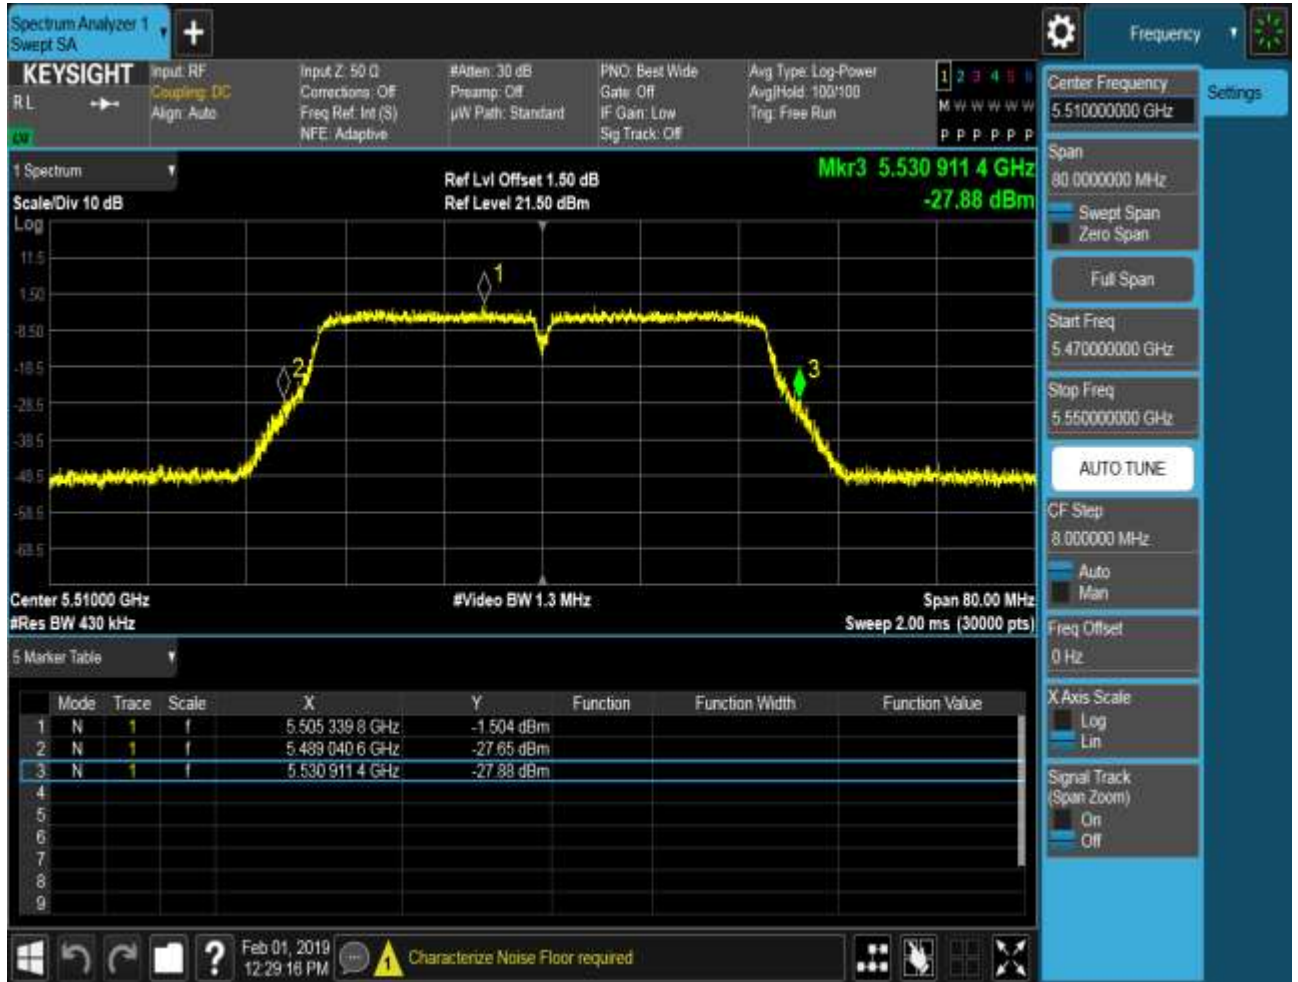 Spectrum Analyzer 1
Swept SA
Frequency
KEYSIGHT
R L
Input: RF
Coupling: DC
Align: Auto
Input Z: 50 Ω
Corrections: Off
Freq Ref: Int (S)
NFE: Adaptive
#Atten: 30 dB
Preamp: Off
µW Path: Standard
PNO: Best Wide
Gate: Off
IF Gain: Low
Sig Track: Off
Avg Type: Log-Power
Avg|Hold: 100/100
Trig: Free Run
1 2 3 4 5 6
M W W W W W
P P P P P P
1 Spectrum
Scale/Div 10 dB
Ref Lvl Offset 1.50 dB
Ref Level 21.50 dBm
Mkr3 5.530 911 4 GHz
-27.88 dBm
Log
11.5
1.50
-8.50
-18.5
-28.5
-38.5
-48.5
-58.5
-68.5
1
2
3
Center 5.51000 GHz
#Res BW 430 kHz
#Video BW 1.3 MHz
Span 80.00 MHz
Sweep 2.00 ms (30000 pts)
5 Marker Table
Mode Trace Scale X Y Function Function Width Function Value
1 N 1 f 5.505 339 8 GHz -1.504 dBm
2 N 1 f 5.489 040 6 GHz -27.65 dBm
3 N 1 f 5.530 911 4 GHz -27.88 dBm
4
5
6
7
8
9
Center Frequency
5.510000000 GHz
Settings
Span
80.0000000 MHz
Swept Span
Zero Span
Full Span
Start Freq
5.470000000 GHz
Stop Freq
5.550000000 GHz
AUTO TUNE
CF Step
8.000000 MHz
Auto
Man
Freq Offset
0 Hz
X Axis Scale
Log
Lin
Signal Track
(Span Zoom)
On
Off
?
Feb 01, 2019
12:29:16 PM
1
Characterize Noise Floor required